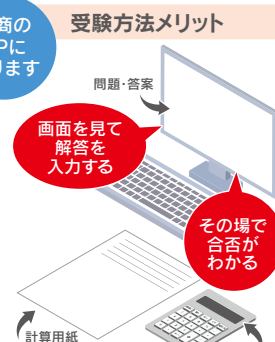 商の
Pに
ります
受験方法メリット
問題・答案
画面を見て
解答を
入力する
その場で
合否が
わかる
計算用紙